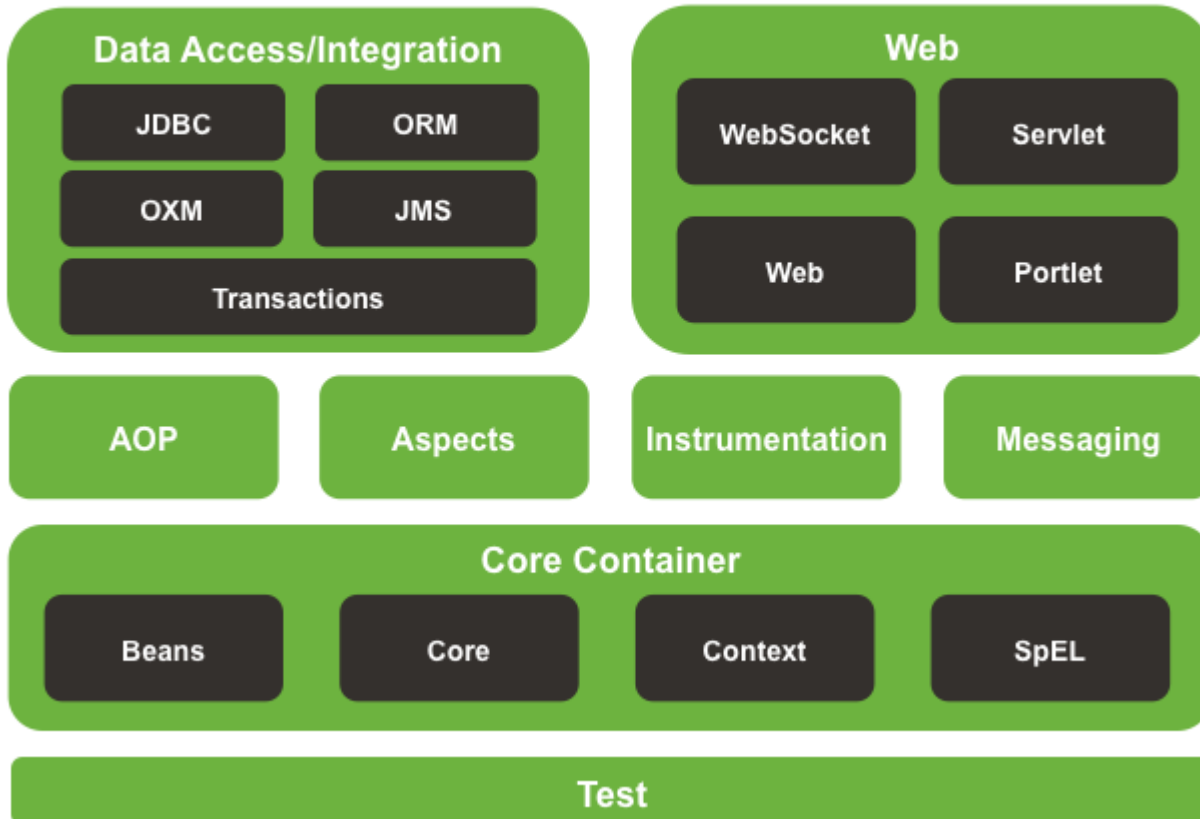 Data Access/Integration
JDBC
ORM
OXM
JMS
Transactions
Web
WebSocket
Servlet
Web
Portlet
AOP
Aspects
Instrumentation
Messaging
Core Container
Beans
Core
Context
SpEL
Test